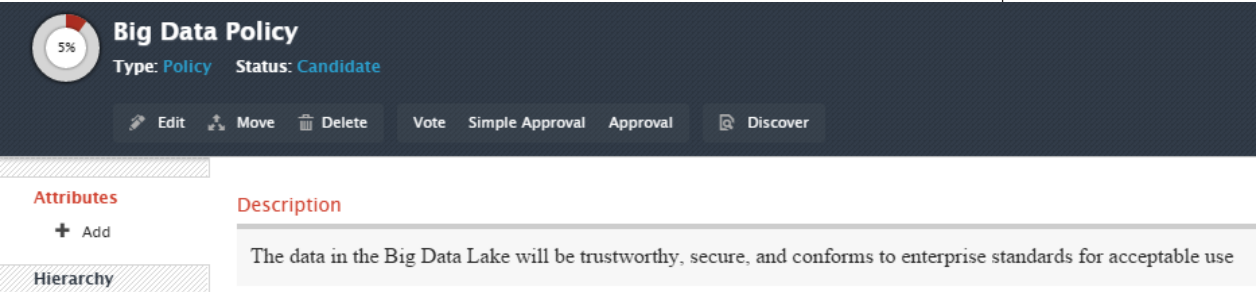 5%
Big Data Policy
Type: Policy Status: Candidate
Edit Move Delete Vote Simple Approval Approval Discover
Attributes
Add
Hierarchy
Description
The data in the Big Data Lake will be trustworthy, secure, and conforms to enterprise standards for acceptable use